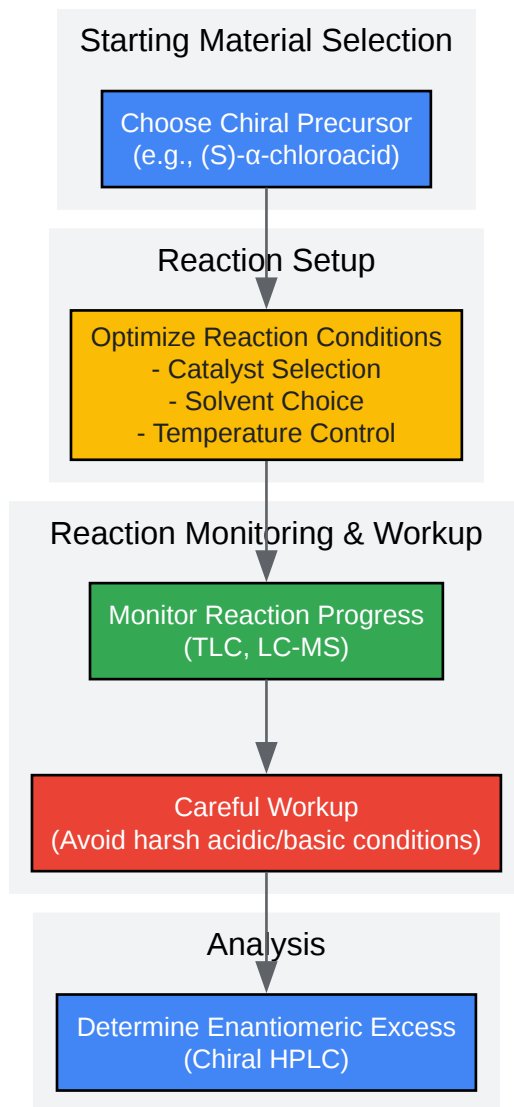 Starting Material Selection
Choose Chiral Precursor
(e.g., (S)-α-chloroacid)
Reaction Setup
Optimize Reaction Conditions
- Catalyst Selection
- Solvent Choice
- Temperature Control
Reaction Monitoring & Workup
Monitor Reaction Progress
(TLC, LC-MS)
Careful Workup
(Avoid harsh acidic/basic conditions)
Analysis
Determine Enantiomeric Excess
(Chiral HPLC)